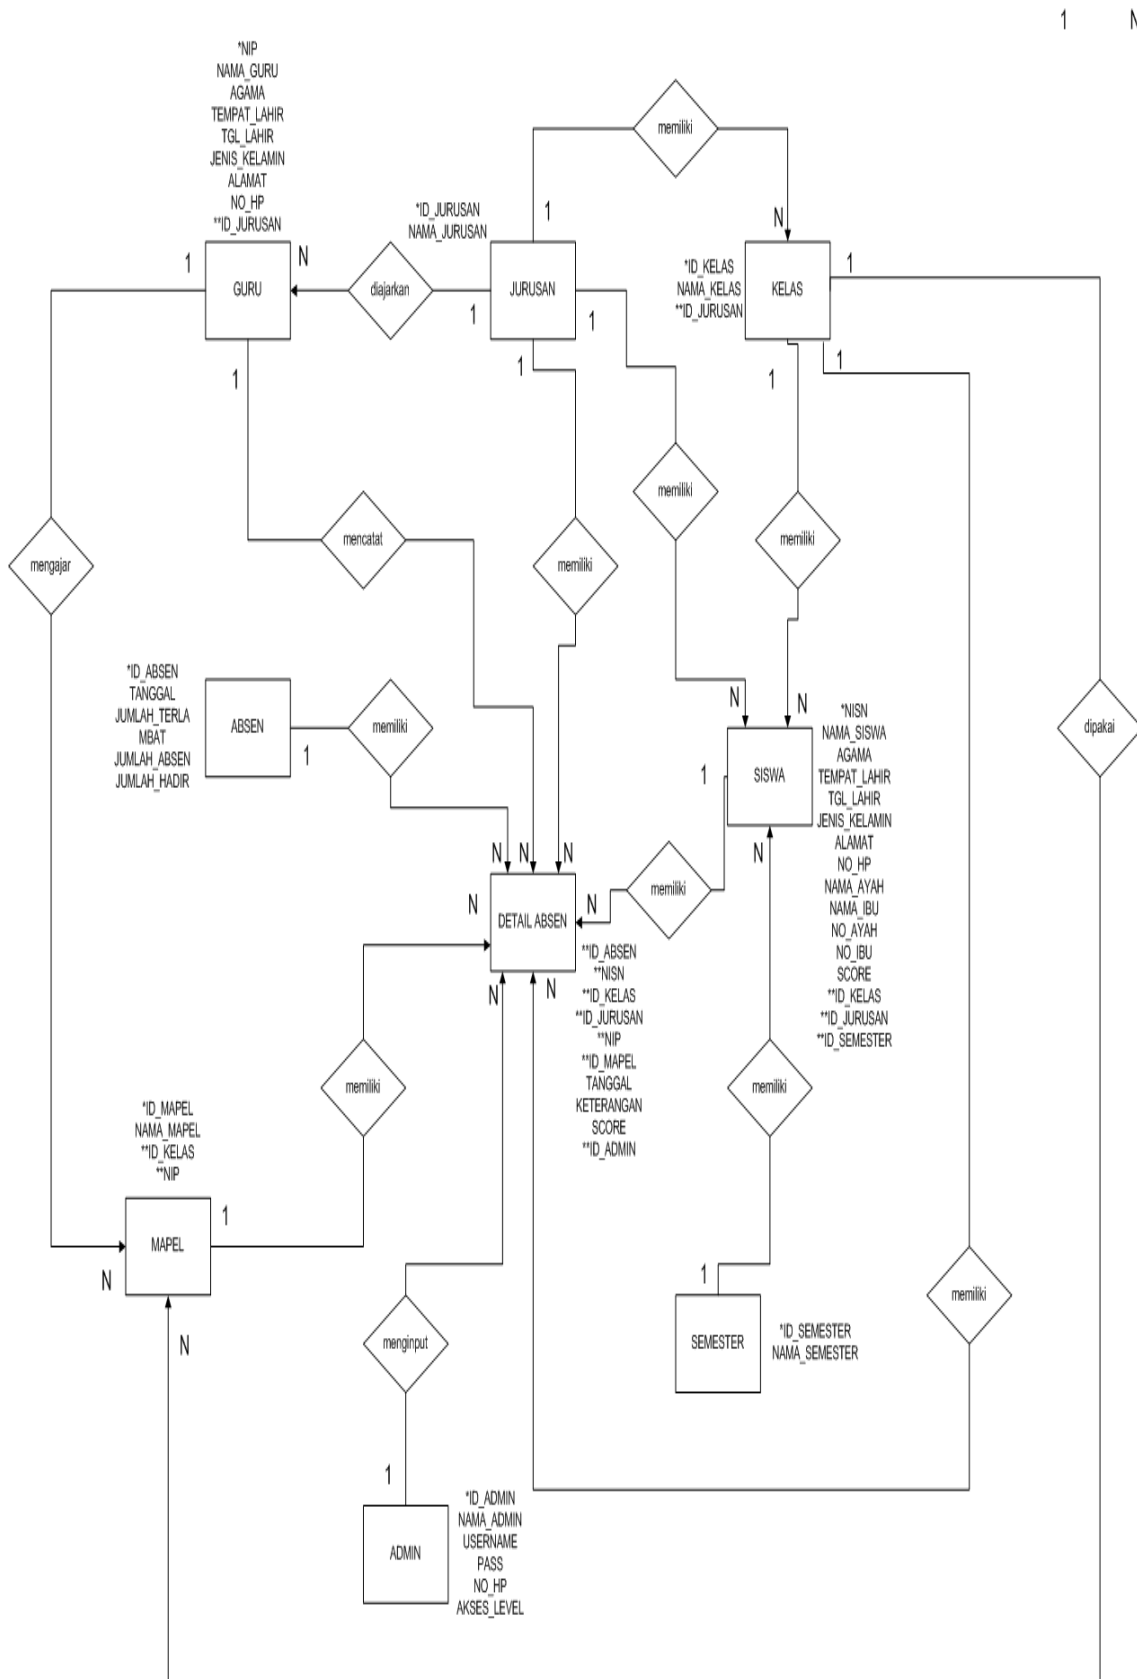 1 N
*NIP
NAMA_GURU
AGAMA
TEMPAT_LAHIR
TGL_LAHIR
JENIS_KELAMIN
ALAMAT
NO_HP
**ID_JURUSAN
memiliki
*ID_JURUSAN
NAMA_JURUSAN
1
N
1
N
GURU
diajarkan
JURUSAN
1
1
*ID_KELAS
NAMA_KELAS
**ID_JURUSAN
KELAS
1
1
1
1
1
memiliki
memiliki
mengajar
mencatat
memiliki
*ID_ABSEN
TANGGAL
JUMLAH_TERLA
MBAT
JUMLAH_ABSEN
JUMLAH_HADIR
ABSEN
1
memiliki
N
N
SISWA
1
N
*NISN
NAMA_SISWA
AGAMA
TEMPAT_LAHIR
TGL_LAHIR
JENIS_KELAMIN
ALAMAT
NO_HP
NAMA_AYAH
NAMA_IBU
NO_AYAH
NO_IBU
SCORE
**ID_KELAS
**ID_JURUSAN
**ID_SEMESTER
dipakai
N
N
N
N
DETAIL ABSEN
N
memiliki
N
N
**ID_ABSEN
**NISN
**ID_KELAS
**ID_JURUSAN
**NIP
**ID_MAPEL
TANGGAL
KETERANGAN
SCORE
**ID_ADMIN
memiliki
memiliki
*ID_MAPEL
NAMA_MAPEL
**ID_KELAS
**NIP
MAPEL
1
N
N
menginput
1
SEMESTER
*ID_SEMESTER
NAMA_SEMESTER
memiliki
1
ADMIN
*ID_ADMIN
NAMA_ADMIN
USERNAME
PASS
NO_HP
AKSES_LEVEL